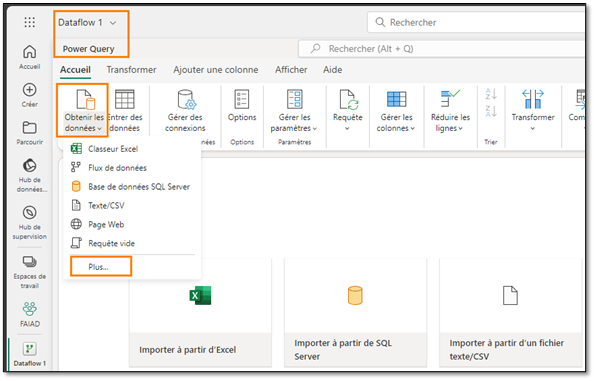 Dataflow 1
Rechercher
Power Query
Rechercher (Alt + Q)
Accueil
Transformer
Ajouter une colonne
Afficher
Aide
Obtenir les
données
Entrer des
données
Gérer des
connexions
Options
Gérer les
paramètres
Requête
Gérer les
colonnes
Réduire les
lignes
Transformer
Options
Paramètres
Trier
Classeur Excel
Flux de données
Base de données SQL Server
Texte/CSV
Page Web
Requête vide
Plus...
Importer à partir d'Excel
Importer à partir de SQL
Server
Importer à partir d'un fichier
texte/CSV
Accueil
Créer
Parcourir
Hub de
données...
Hub de
supervision
Espaces de
travail
FAIAD
Dataflow 1